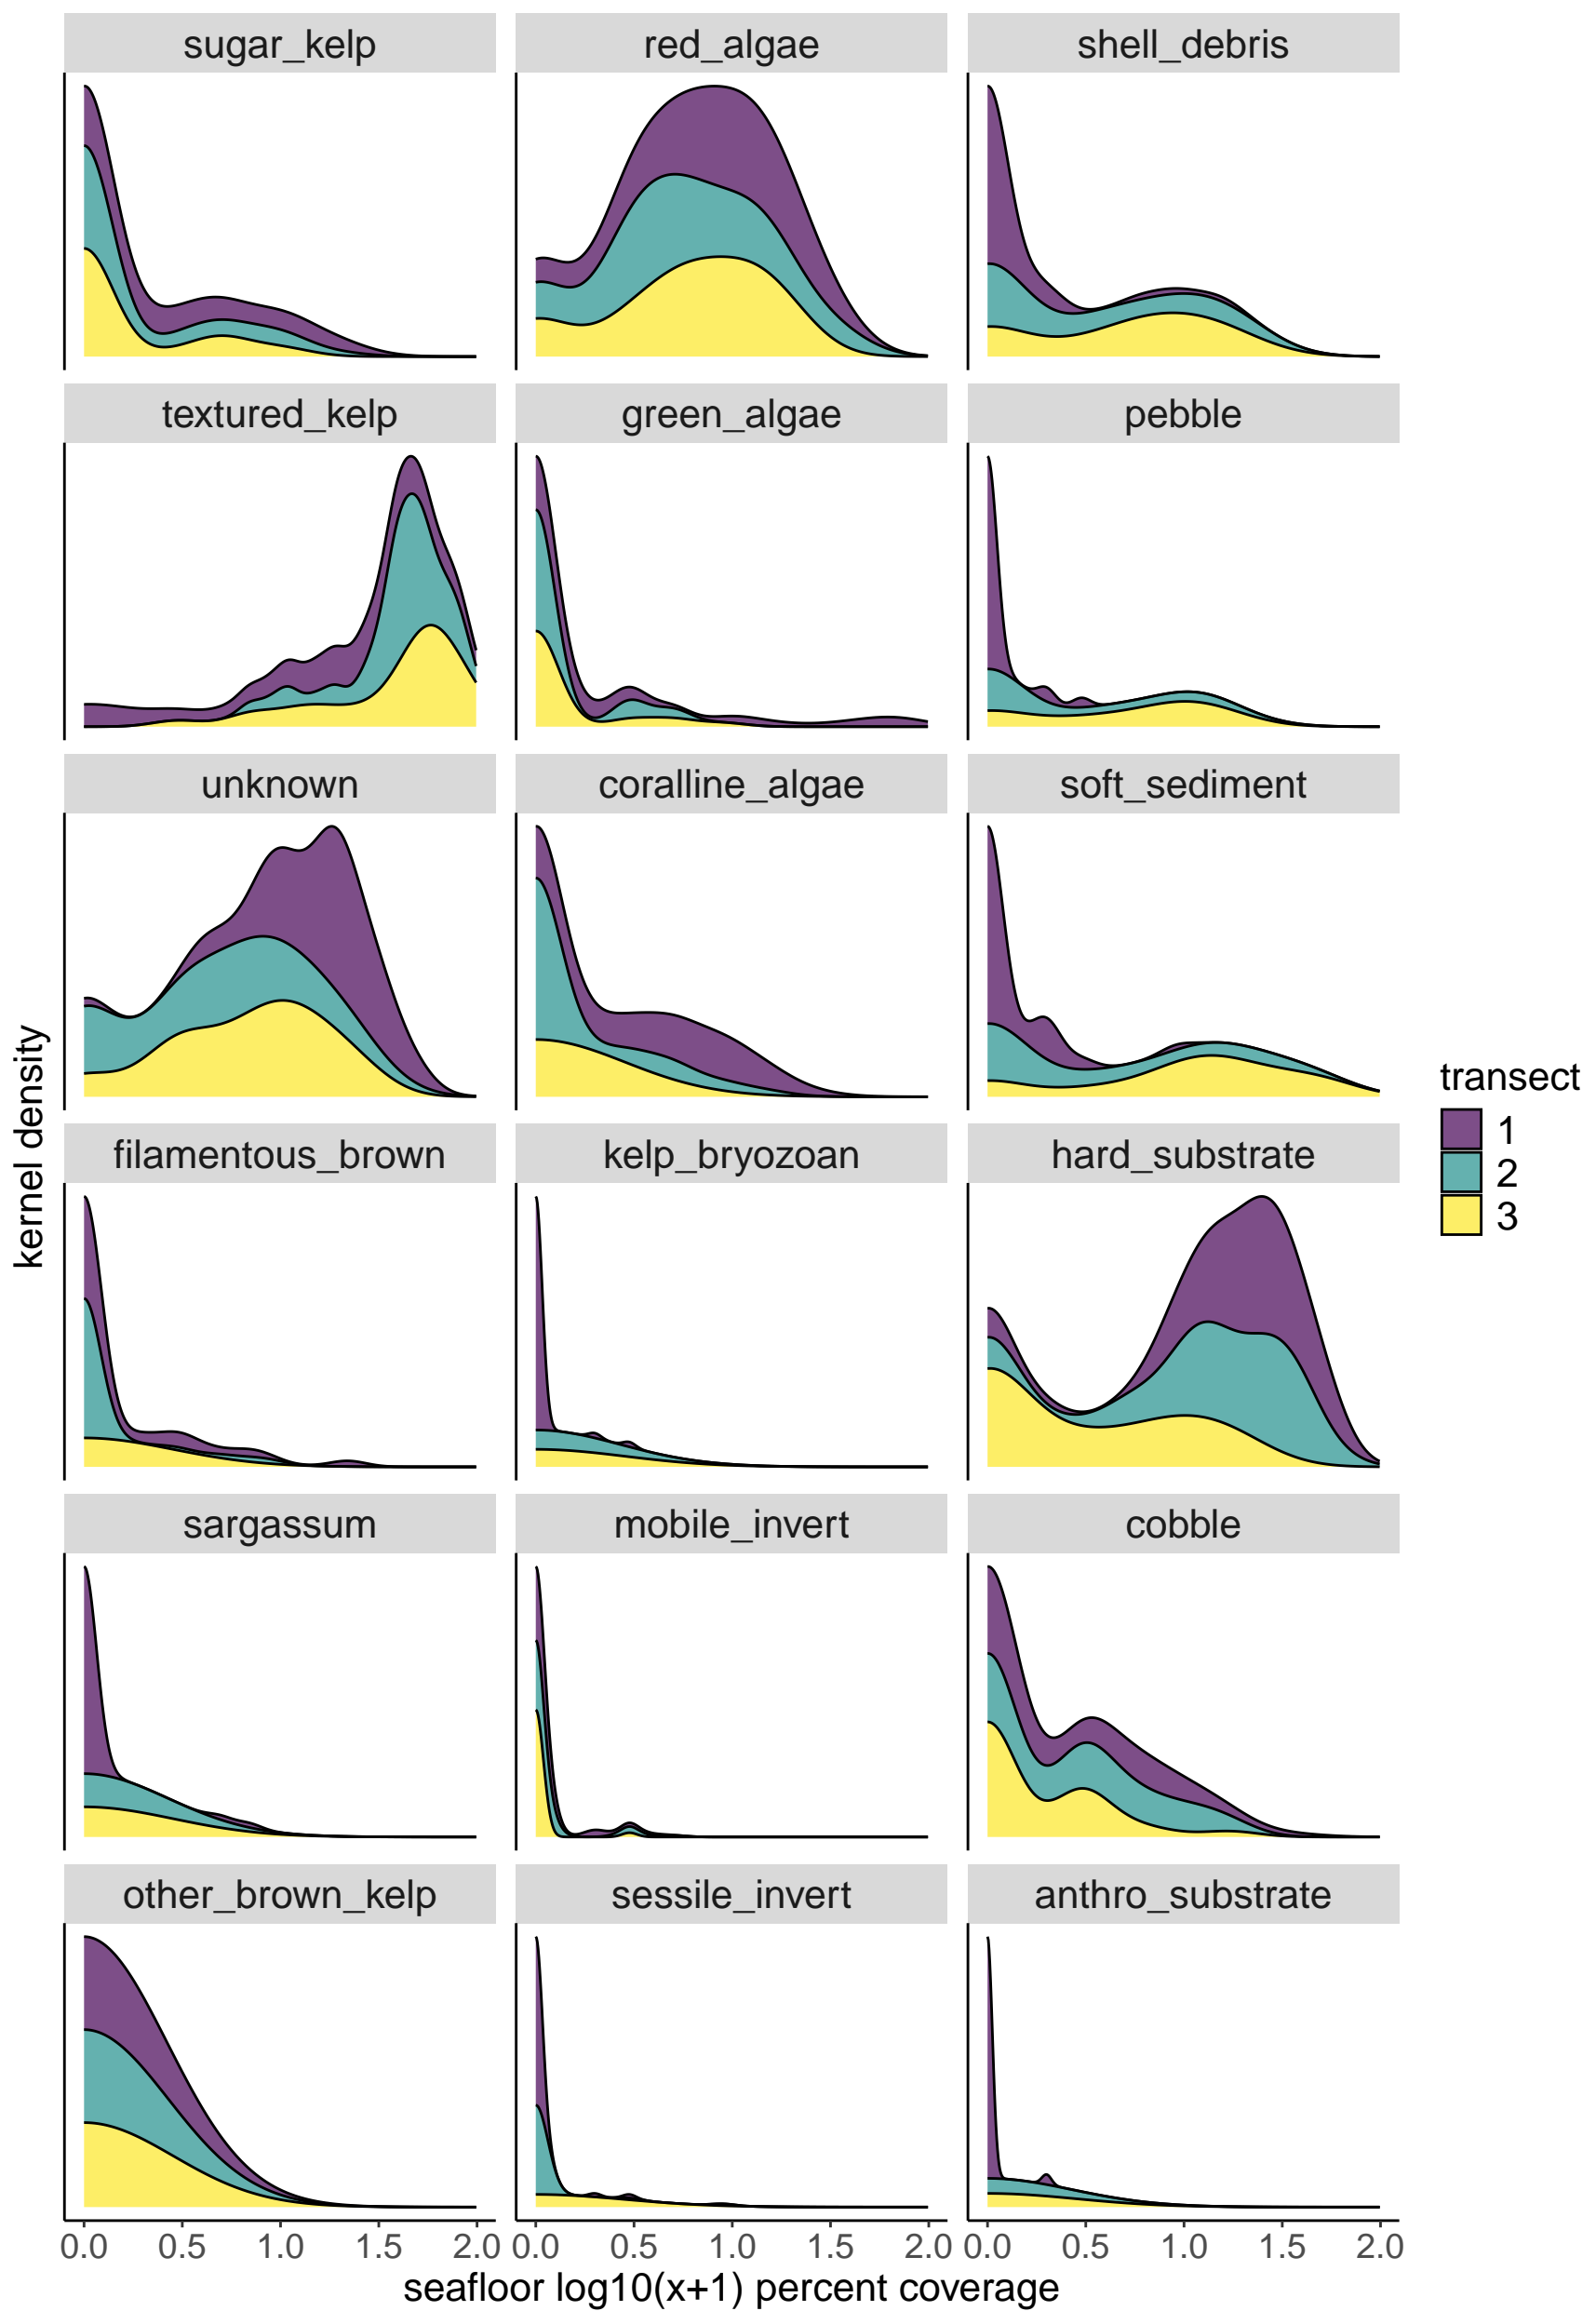 sugar_kelp
red_algae
shell_debris
textured_kelp
green_algae
pebble
unknown
coralline_algae
soft_sediment
filamentous_brown
kelp_bryozoan
hard_substrate
sargassum
mobile_invert
cobble
other_brown_kelp
sessile_invert
anthro_substrate
kernel density
transect
1
2
3
0.0 0.5 1.0 1.5 2.0
0.0 0.5 1.0 1.5 2.0
0.0 0.5 1.0 1.5 2.0
seafloor log10(x+1) percent coverage